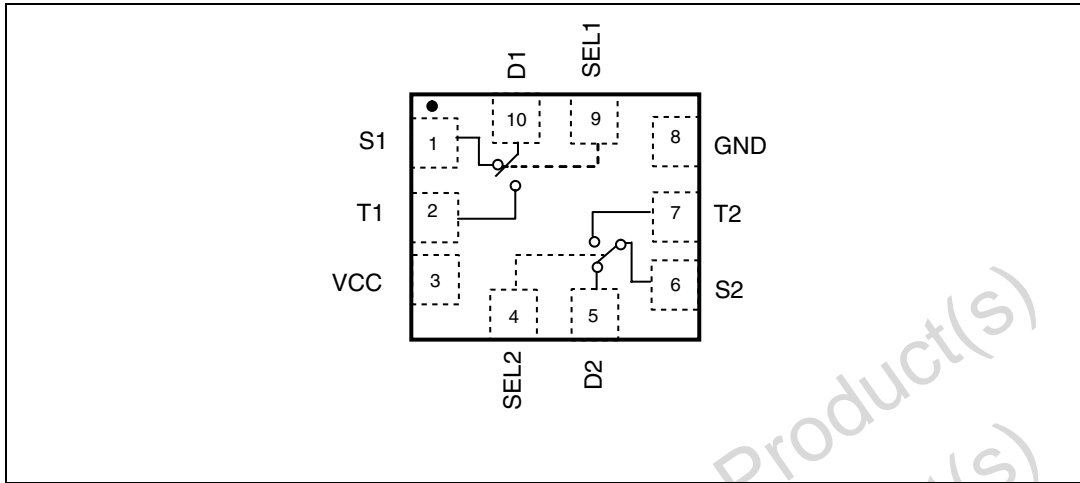 D1
SEL1
10
9
S1
1
8
GND
T1
2
7
T2
VCC
3
6
S2
4
5
SEL2
D2
Product(s)